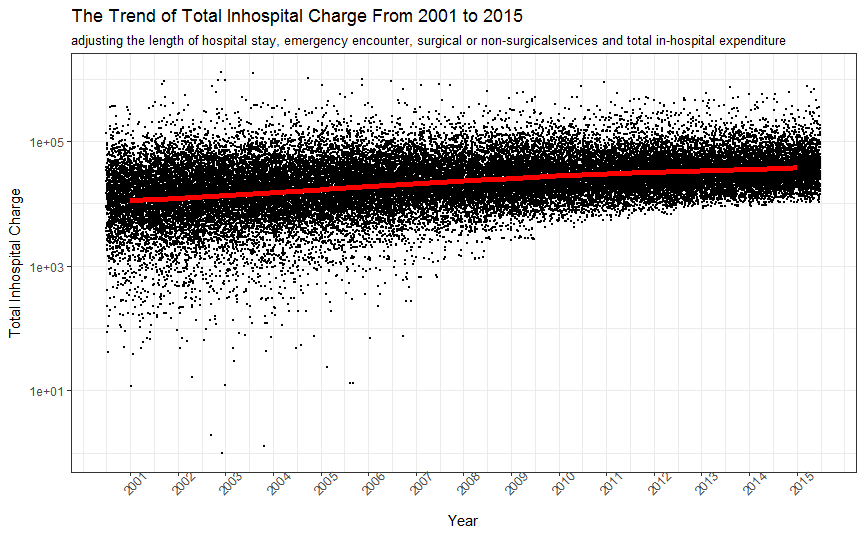 The Trend of Total Inhospital Charge From 2001 to 2015
adjusting the length of hospital stay, emergency encounter, surgical or non-surgicalservices and total in-hospital expenditure
Total Inhospital Charge
1e+05
1e+03
1e+01
2001 2002 2003 2004 2005 2006 2007 2008 2009 2010 2011 2012 2013 2014 2015
Year